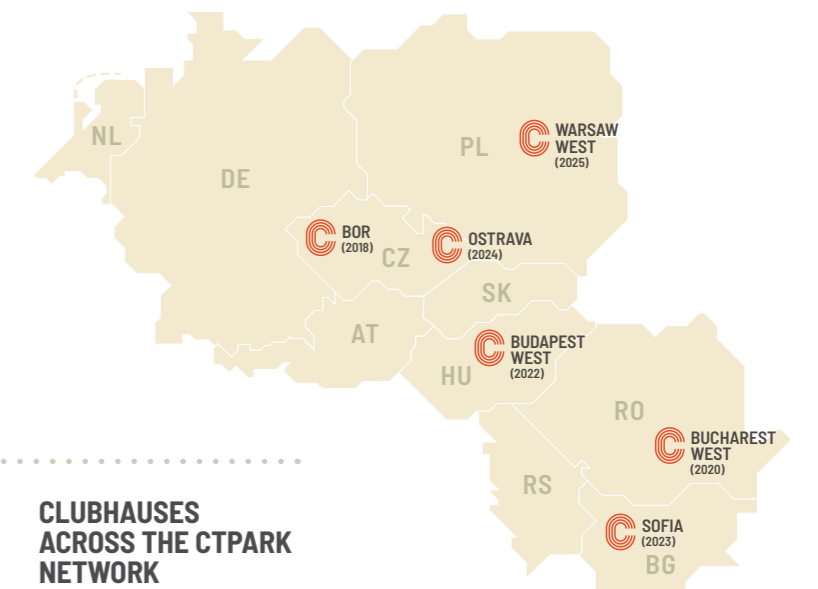 NL
DE
PL
WARSAW
WEST
(2025)
BOR
(2018)
CZ
OSTRAVA
(2024)
SK
AT
HU
BUDAPEST
WEST
(2022)
RO
BUCHAREST
WEST
(2020)
RS
SOFIA
(2023)
BG
CLUBHAUSES
ACROSS THE CTPARK
NETWORK